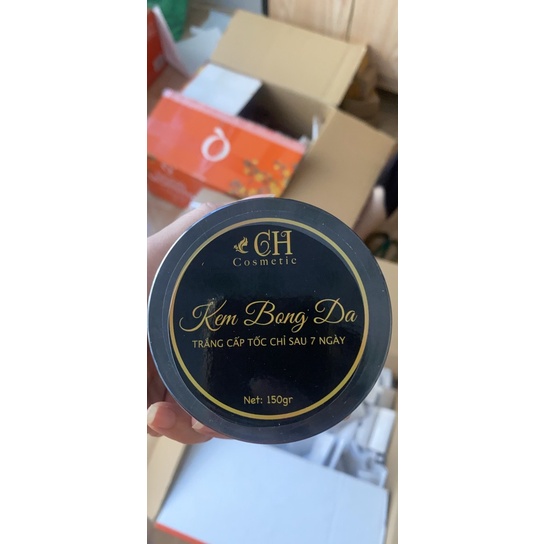 CH
Cosmetic
Kem Bong Da
TRẮNG CẤP TỐC CHỈ SAU 7 NGÀY
Net: 150gr